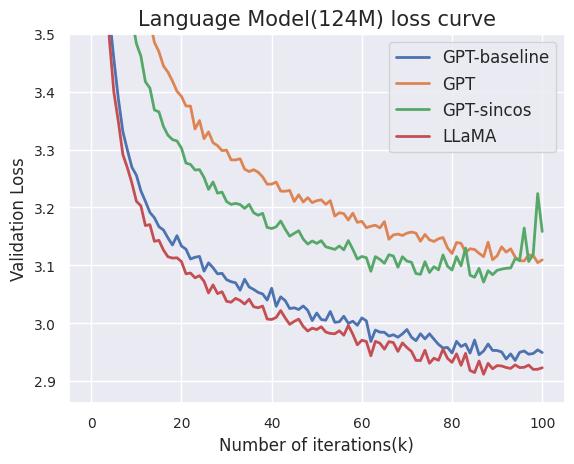 Language Model(124M) loss curve
GPT-baseline
GPT
GPT-sincos
LLaMA
3.5
3.4
3.3
3.2
3.1
3.0
2.9
Validation Loss
0 20 40 60 80 100
Number of iterations(k)